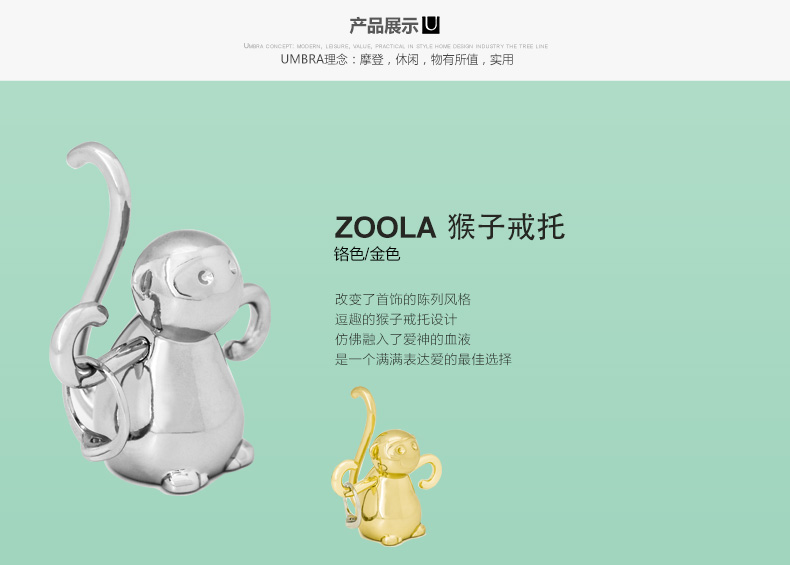 产品展示 U
UMBRA CONCEPT: MODERN, LEISURE, VALUE, PRACTICAL IN STYLE HOME DESIGN INDUSTRY THE TREE LINE
UMBRA理念：摩登，休闲，物有所值，实用
ZOOLA 猴子戒托
铬色/金色
改变了首饰的陈列风格
逗趣的猴子戒托设计
仿佛融入了爱神的血液
是一个满满表达爱的最佳选择